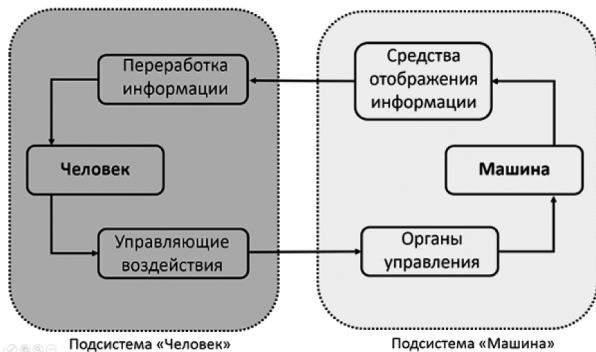 Переработка
информации
Средства
отображения
информации
Человек
Машина
Управляющие
воздействия
Органы
управления
Подсистема «Человек»
Подсистема «Машина»